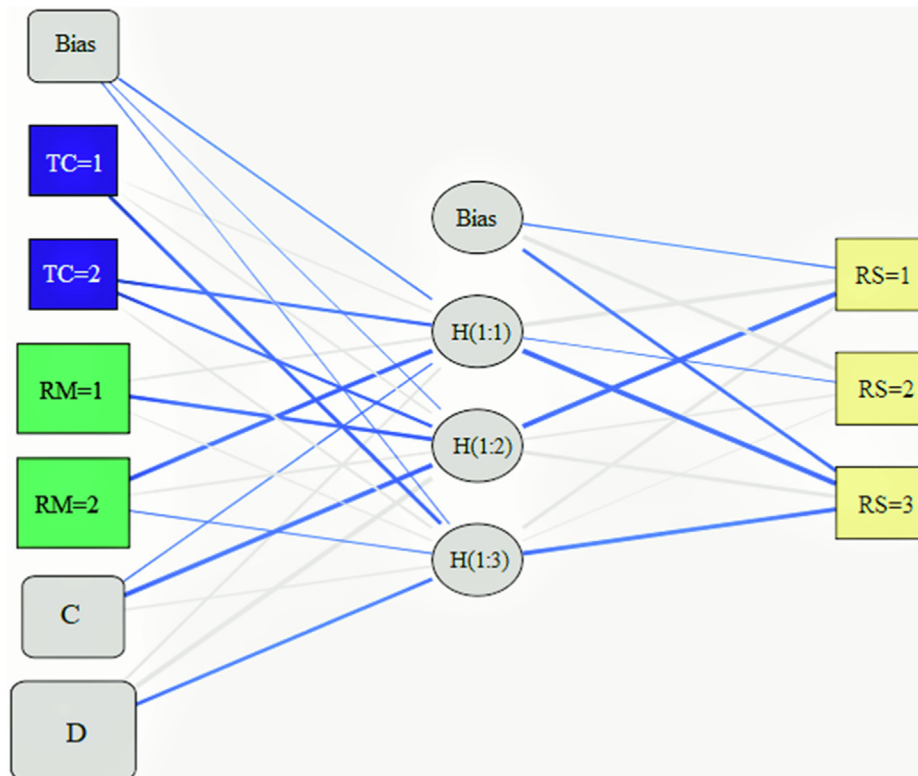 Bias
TC=1
TC=2
RM=1
RM=2
C
D
Bias
H(1:1)
H(1:2)
H(1:3)
RS=1
RS=2
RS=3